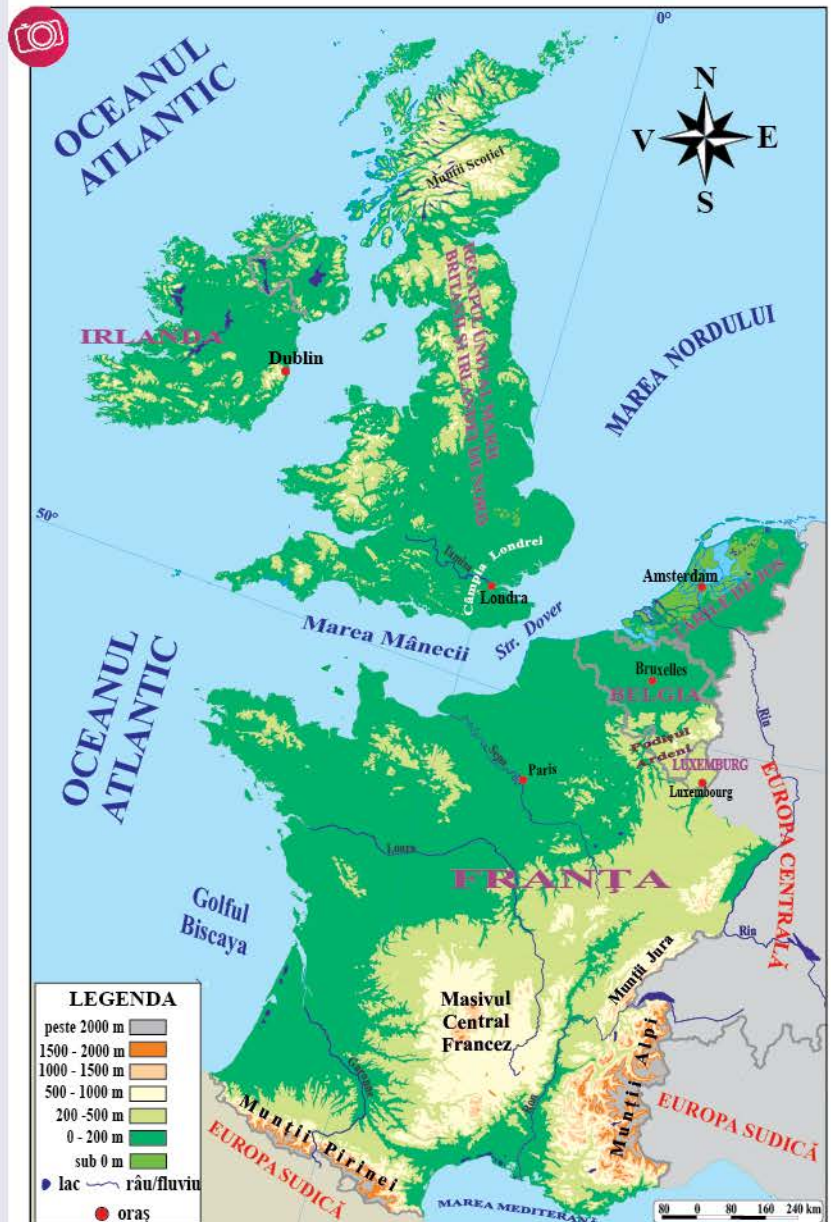 0°
OCEANUL
ATLANTIC
N
V
E
S
Munții Scoției
REGATUL UNIT AL MARII
BRITANII ȘI IRLANDEI DE NORD
IRLANDA
Dublin
MAREA NORDULUI
50°
Tamisa
Câmpia Londrei
Londra
Amsterdam
ȚĂRILE DE JOS
Marea Mânecii
Str. Dover
OCEANUL
ATLANTIC
Bruxelles
BELGIA
Rin
Podișul
Ardeni
LUXEMBURG
Luxembourg
Sena
Paris
EUROPA CENTRALĂ
Loara
FRANȚA
Golful
Biscaya
Rin
Munții Jura
Masivul
Central
Francez
Munții Alpi
Garonne
Ron
Munții Pirinei
EUROPA SUDICĂ
EUROPA SUDICĂ
MAREA MEDITERANĂ
LEGENDA
peste 2000 m
1500 - 2000 m
1000 - 1500 m
500 - 1000 m
200 -500 m
0 - 200 m
sub 0 m
lac râu/fluviu
oraș
80 0 80 160 240 km